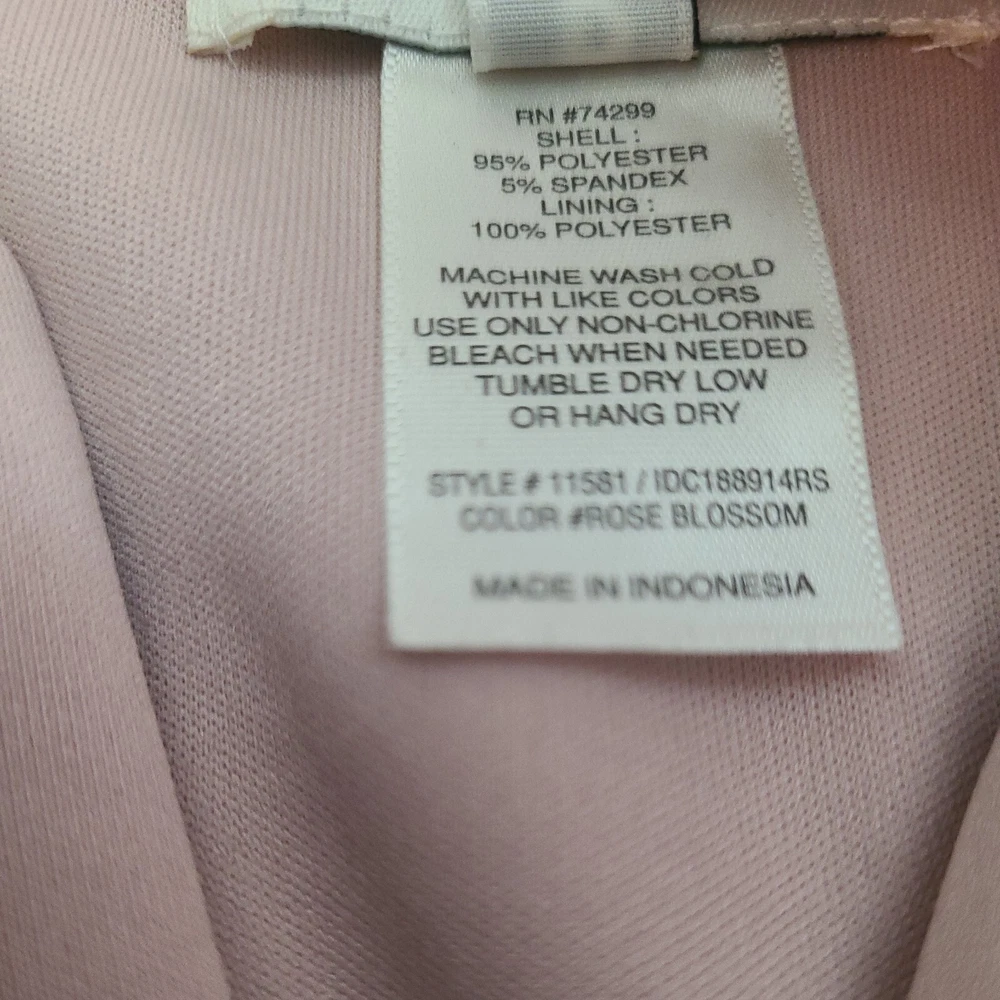 RN #74299
SHELL :
95% POLYESTER
5% SPANDEX
LINING :
100% POLYESTER
MACHINE WASH COLD
WITH LIKE COLORS
USE ONLY NON-CHLORINE
BLEACH WHEN NEEDED
TUMBLE DRY LOW
OR HANG DRY
STYLE # 11581 / IDC188914RS
COLOR #ROSE BLOSSOM
MADE IN INDONESIA